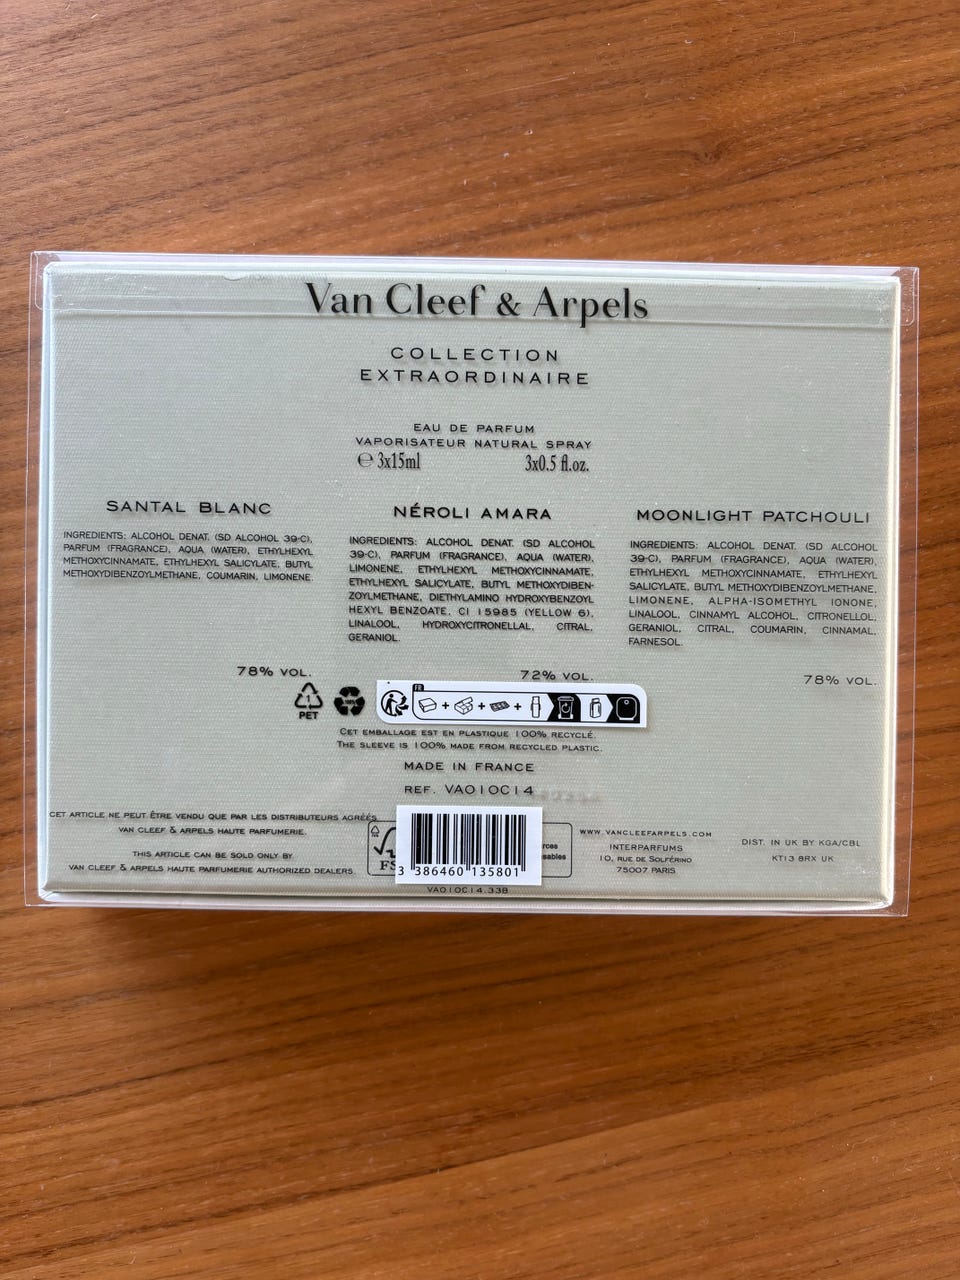 Van Cleef & Arpels
COLLECTION
EXTRAORDINAIRE
EAU DE PARFUM
VAPORISATEUR NATURAL SPRAY
℮ 3x15ml 3x0.5 fl.oz.
SANTAL BLANC
INGREDIENTS: ALCOHOL DENAT. (SD ALCOHOL 39-C),
PARFUM (FRAGRANCE), AQUA (WATER), ETHYLHEXYL
METHOXYCINNAMATE, ETHYLHEXYL SALICYLATE, BUTYL
METHOXYDIBENZOYLMETHANE, COUMARIN, LIMONENE
78% VOL.
NÉROLI AMARA
INGREDIENTS: ALCOHOL DENAT. (SD ALCOHOL
39-C), PARFUM (FRAGRANCE), AQUA (WATER),
LIMONENE, ETHYLHEXYL METHOXYCINNAMATE,
ETHYLHEXYL SALICYLATE, BUTYL METHOXYDIBEN-
ZOYLMETHANE, DIETHYLAMINO HYDROXYBENZOYL
HEXYL BENZOATE, CI 15985 (YELLOW 6),
LINALOOL, HYDROXYCITRONELLAL, CITRAL,
GERANIOL.
72% VOL.
MOONLIGHT PATCHOULI
INGREDIENTS: ALCOHOL DENAT. (SD ALCOHOL
39-C), PARFUM (FRAGRANCE), AQUA (WATER),
ETHYLHEXYL METHOXYCINNAMATE, ETHYLHEXYL
SALICYLATE, BUTYL METHOXYDIBENZOYLMETHANE,
LIMONENE, ALPHA-ISOMETHYL IONONE,
LINALOOL, CINNAMYL ALCOHOL, CITRONELLOL,
GERANIOL, CITRAL, COUMARIN, CINNAMAL,
FARNESOL.
78% VOL.
1
PET
100%
FR
+ + +
CET EMBALLAGE EST EN PLASTIQUE 100% RECYCLÉ.
THE SLEEVE IS 100% MADE FROM RECYCLED PLASTIC.
MADE IN FRANCE
REF. VA010C14
CET ARTICLE NE PEUT ÊTRE VENDU QUE PAR LES DISTRIBUTEURS AGRÉÉS
VAN CLEEF & ARPELS HAUTE PARFUMERIE.
THIS ARTICLE CAN BE SOLD ONLY BY
VAN CLEEF & ARPELS HAUTE PARFUMERIE AUTHORIZED DEALERS
FS
3 386460 135801
VA010C14.33B
WWW.VANCLEEFARPELS.COM
INTERPARFUMS
10, RUE DE SOLFÉRINO
75007 PARIS
DIST. IN UK BY KGA/CBL
KT13 8RX UK